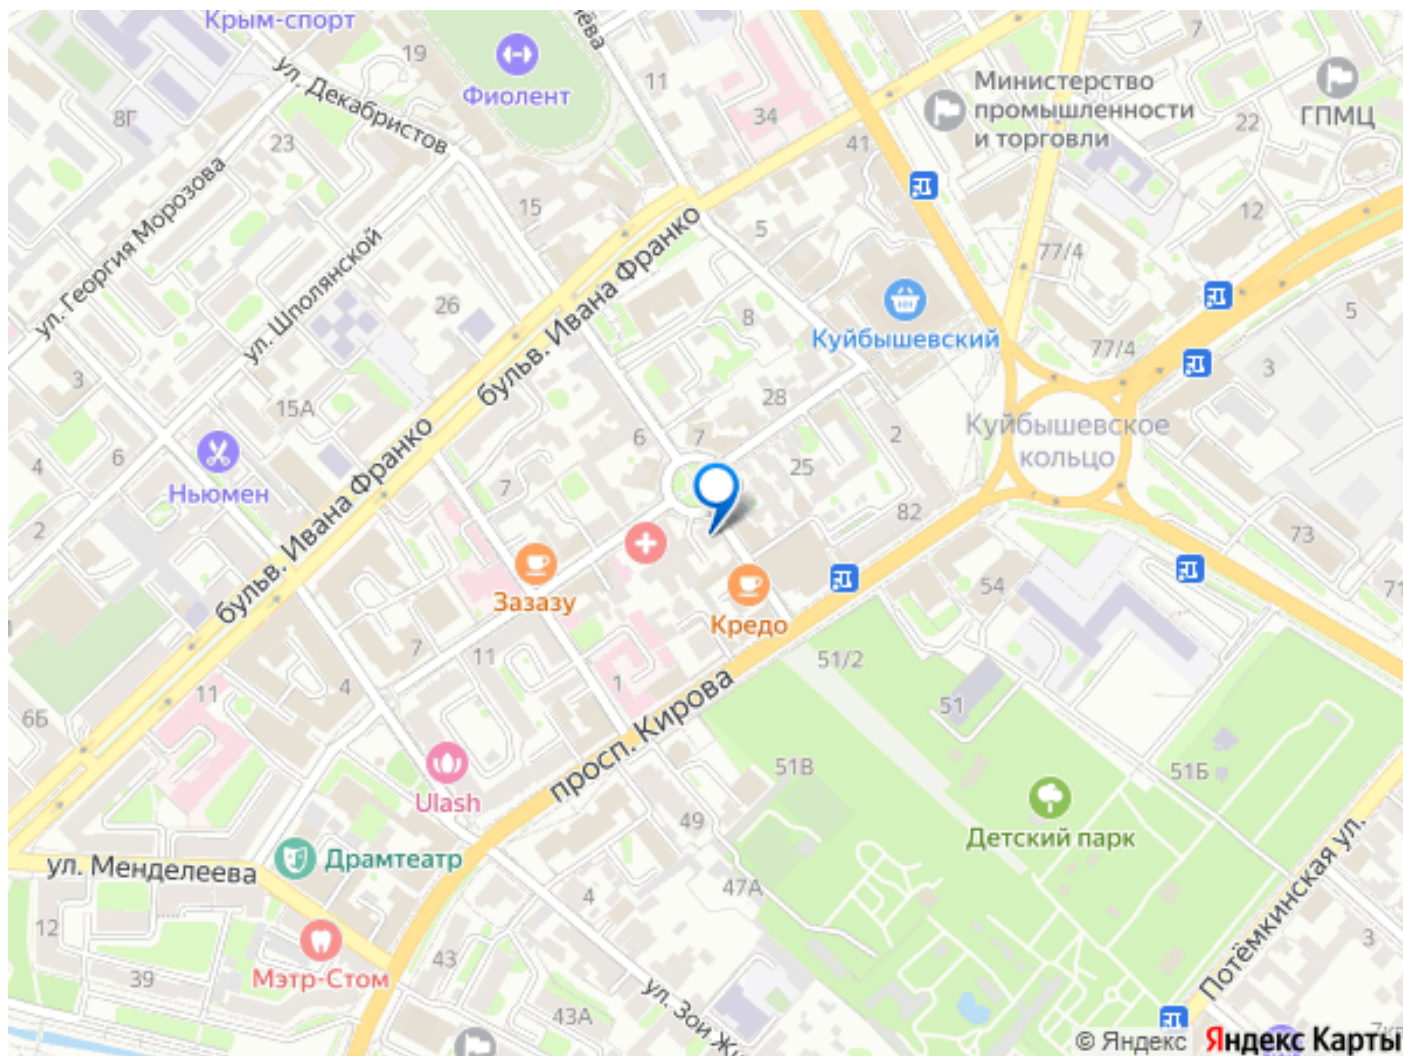 Крым-спорт
19
ул. Декабристов
Фиолент
11
34
41
7
Министерство
промышленности
и торговли
ГПМЦ
22
8Г
23
ул. Георгия Морозова
15
5
12
77/4
ул. Шполянской
бульв. Ивана Франко
26
8
Куйбышевский
77/4
5
3
3
15А
28
6
7
2
Куйбышевское
кольцо
4
6
Ньюмен
бульв. Ивана Франко
7
25
82
2
73
Зазазу
Кредо
54
71
7
11
1
51/2
4
11
6Б
просп. Кирова
51
51В
51Б
Ulash
Детский парк
49
ул. Менделеева
Драмтеатр
47А
4
Потёмкинская ул.
12
3
39
Мэтр-Стом
43
43А
© Яндекс Яндекс Карты